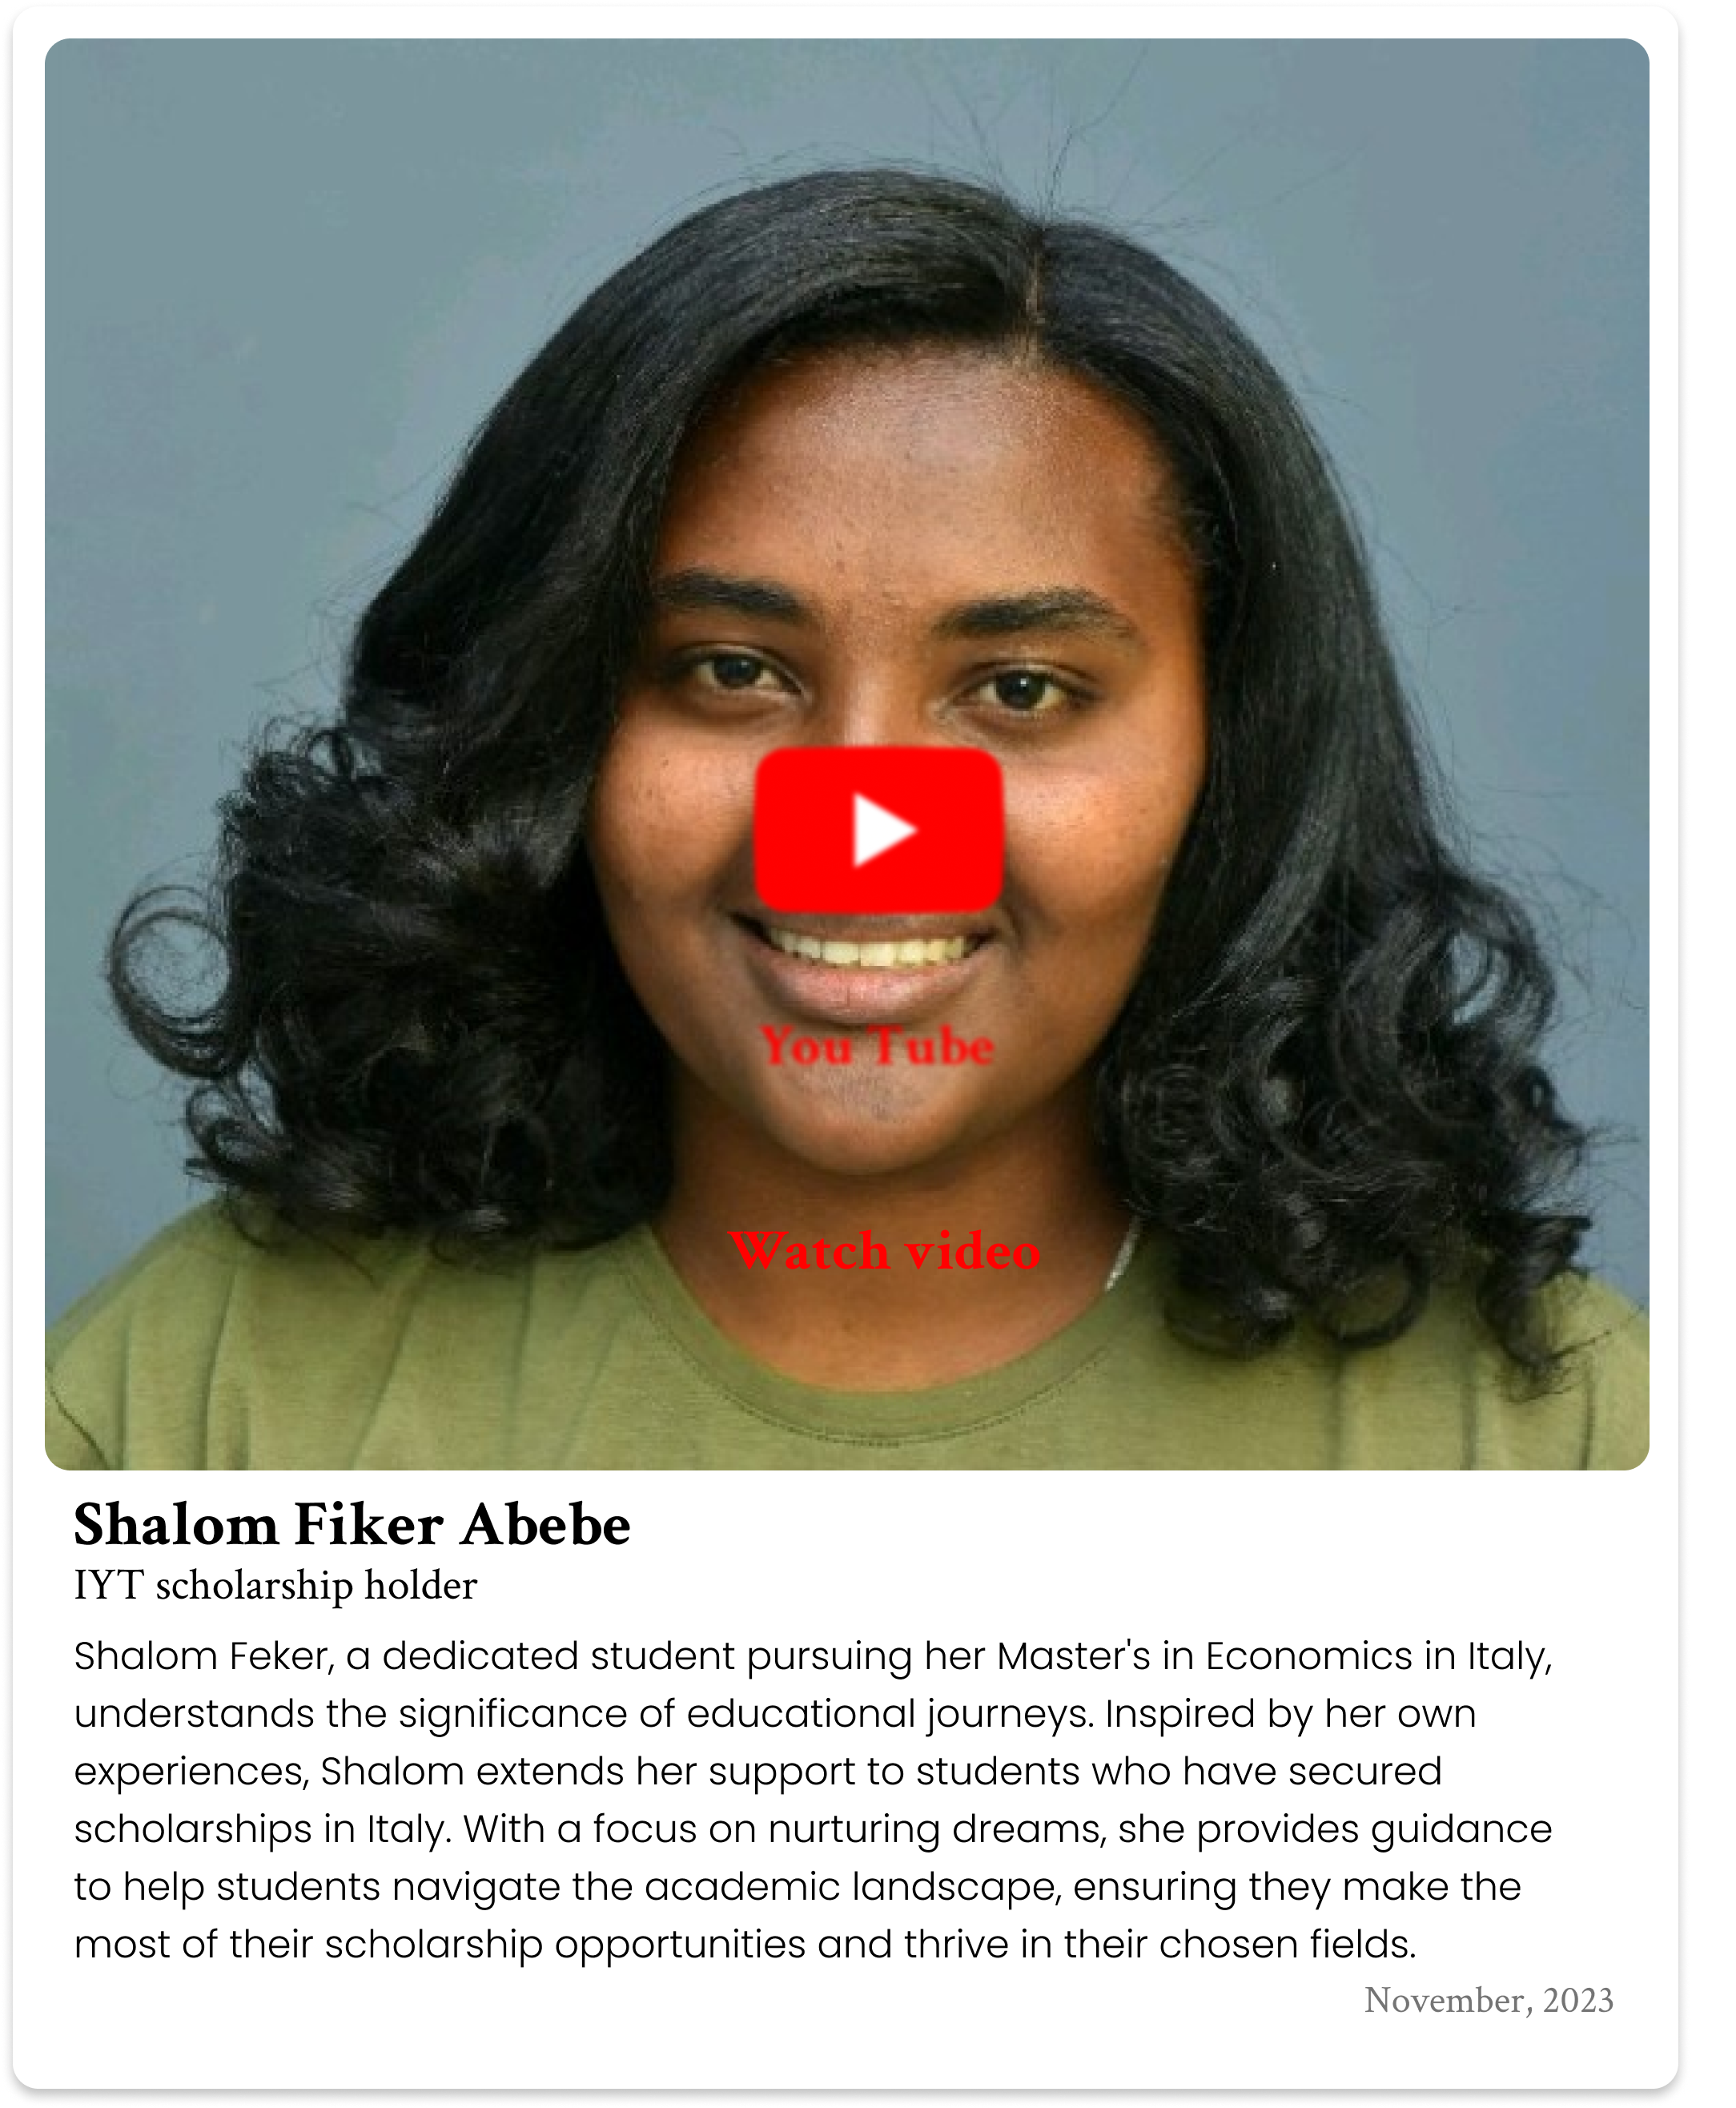 You Tube
Watch video
Shalom Fiker Abebe
IYT scholarship holder
Shalom Feker, a dedicated student pursuing her Master's in Economics in Italy,
understands the significance of educational journeys. Inspired by her own
experiences, Shalom extends her support to students who have secured
scholarships in Italy. With a focus on nurturing dreams, she provides guidance
to help students navigate the academic landscape, ensuring they make the
most of their scholarship opportunities and thrive in their chosen fields.
November, 2023